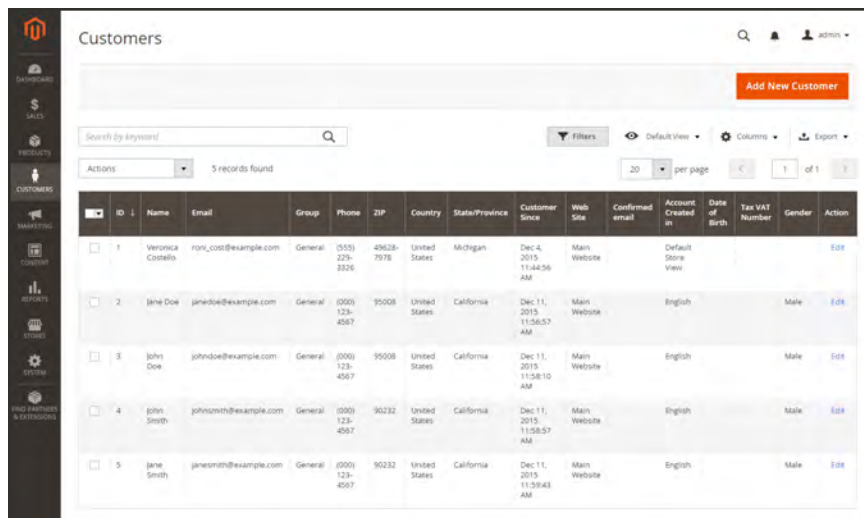 Customers
admin
DASHBOARD
SALES
PRODUCTS
CUSTOMERS
MARKETING
CONTENT
REPORTS
STORES
SYSTEM
FIND PARTNERS
& EXTENSIONS
Add New Customer
Search by keyword
Filters
Default View
Columns
Export
Actions
5 records found
20
per page
1
of 1
ID Name Email Group Phone ZIP Country State/Province Customer Since Web Site Confirmed email Account Created in Date of Birth Tax VAT Number Gender Action
1 Veronica Costello roni_cost@example.com General (555) 229-3326 49628-7978 United States Michigan Dec 4, 2015 11:44:56 AM Main Website Default Store View Edit
2 Jane Doe janedoe@example.com General (000) 123-4567 95008 United States California Dec 11, 2015 11:56:57 AM Main Website English Male Edit
3 John Doe johndoe@example.com General (000) 123-4567 95008 United States California Dec 11, 2015 11:58:10 AM Main Website English Male Edit
4 John Smith johnsmith@example.com General (000) 123-4567 90232 United States California Dec 11, 2015 11:58:57 AM Main Website English Male Edit
5 Jane Smith janesmith@example.com General (000) 123-4567 90232 United States California Dec 11, 2015 11:59:43 AM Main Website English Male Edit